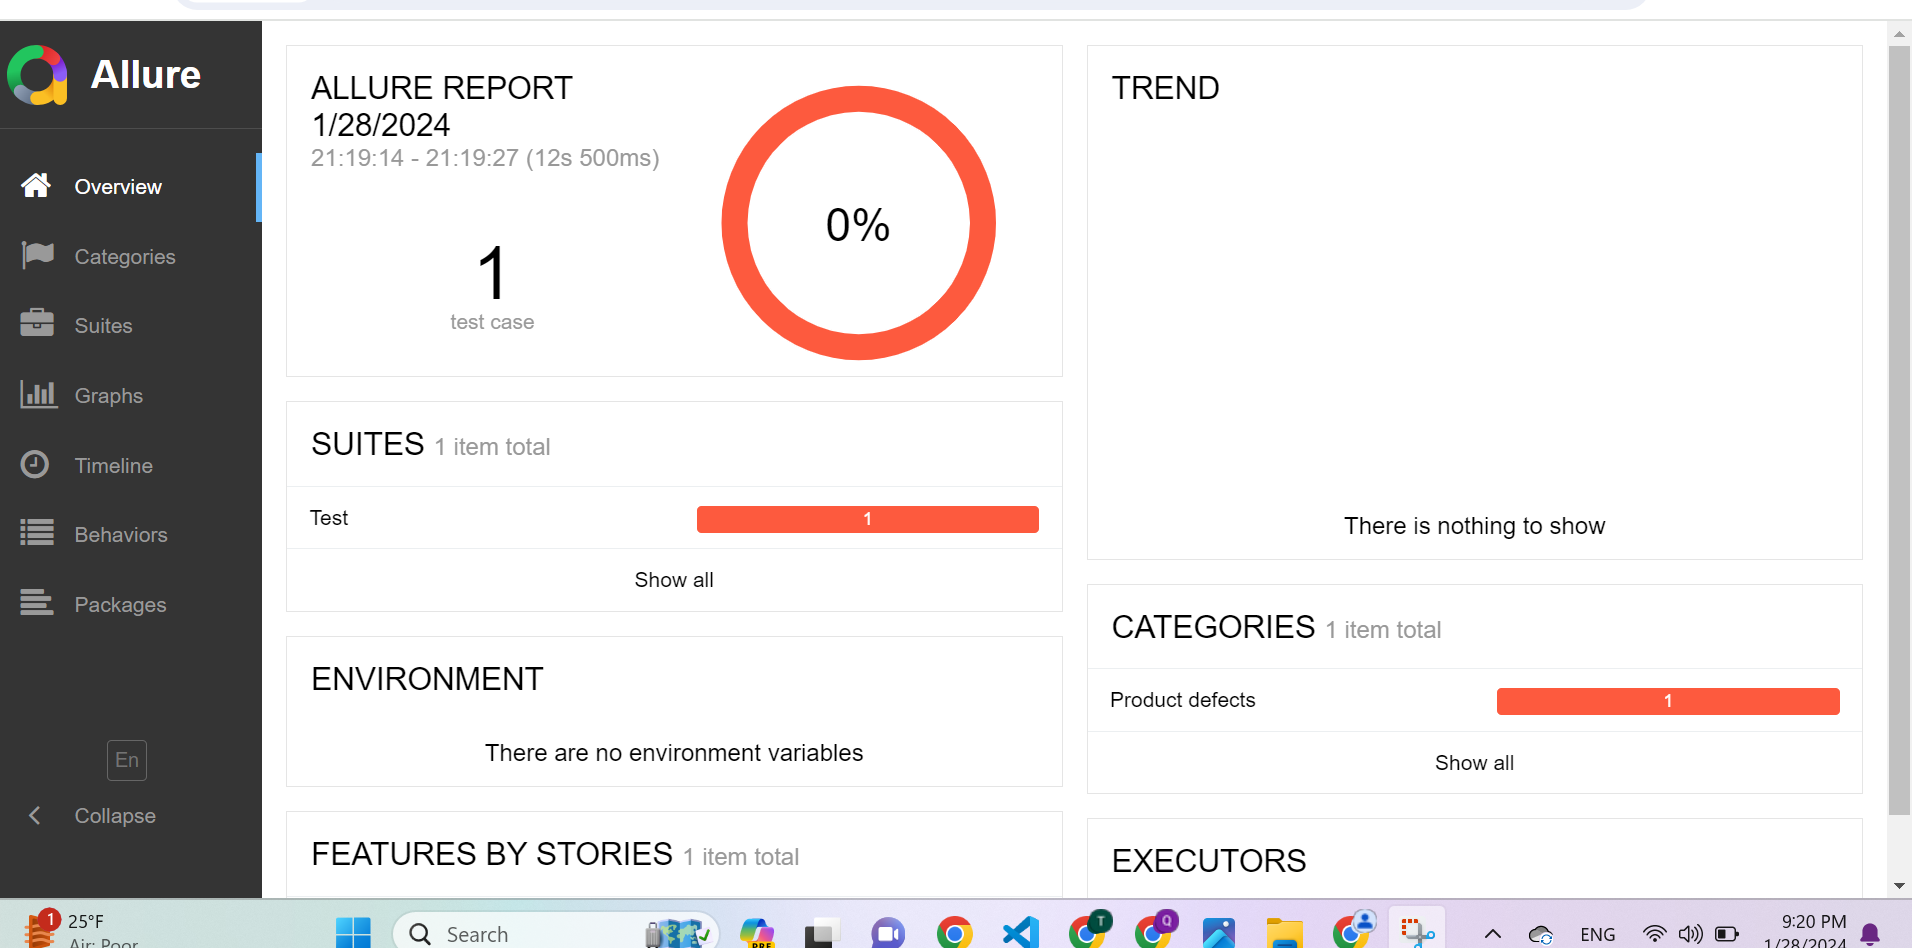 Allure
Overview
Categories
Suites
Graphs
Timeline
Behaviors
Packages
En
Collapse
ALLURE REPORT
1/28/2024
21:19:14 - 21:19:27 (12s 500ms)
1
test case
0%
SUITES 1 item total
Test 1
Show all
ENVIRONMENT
There are no environment variables
FEATURES BY STORIES 1 item total
TREND
There is nothing to show
CATEGORIES 1 item total
Product defects 1
Show all
EXECUTORS
1
25°F
Air: Poor
Search
PRE
T
Q
ENG
9:20 PM
1/28/2024